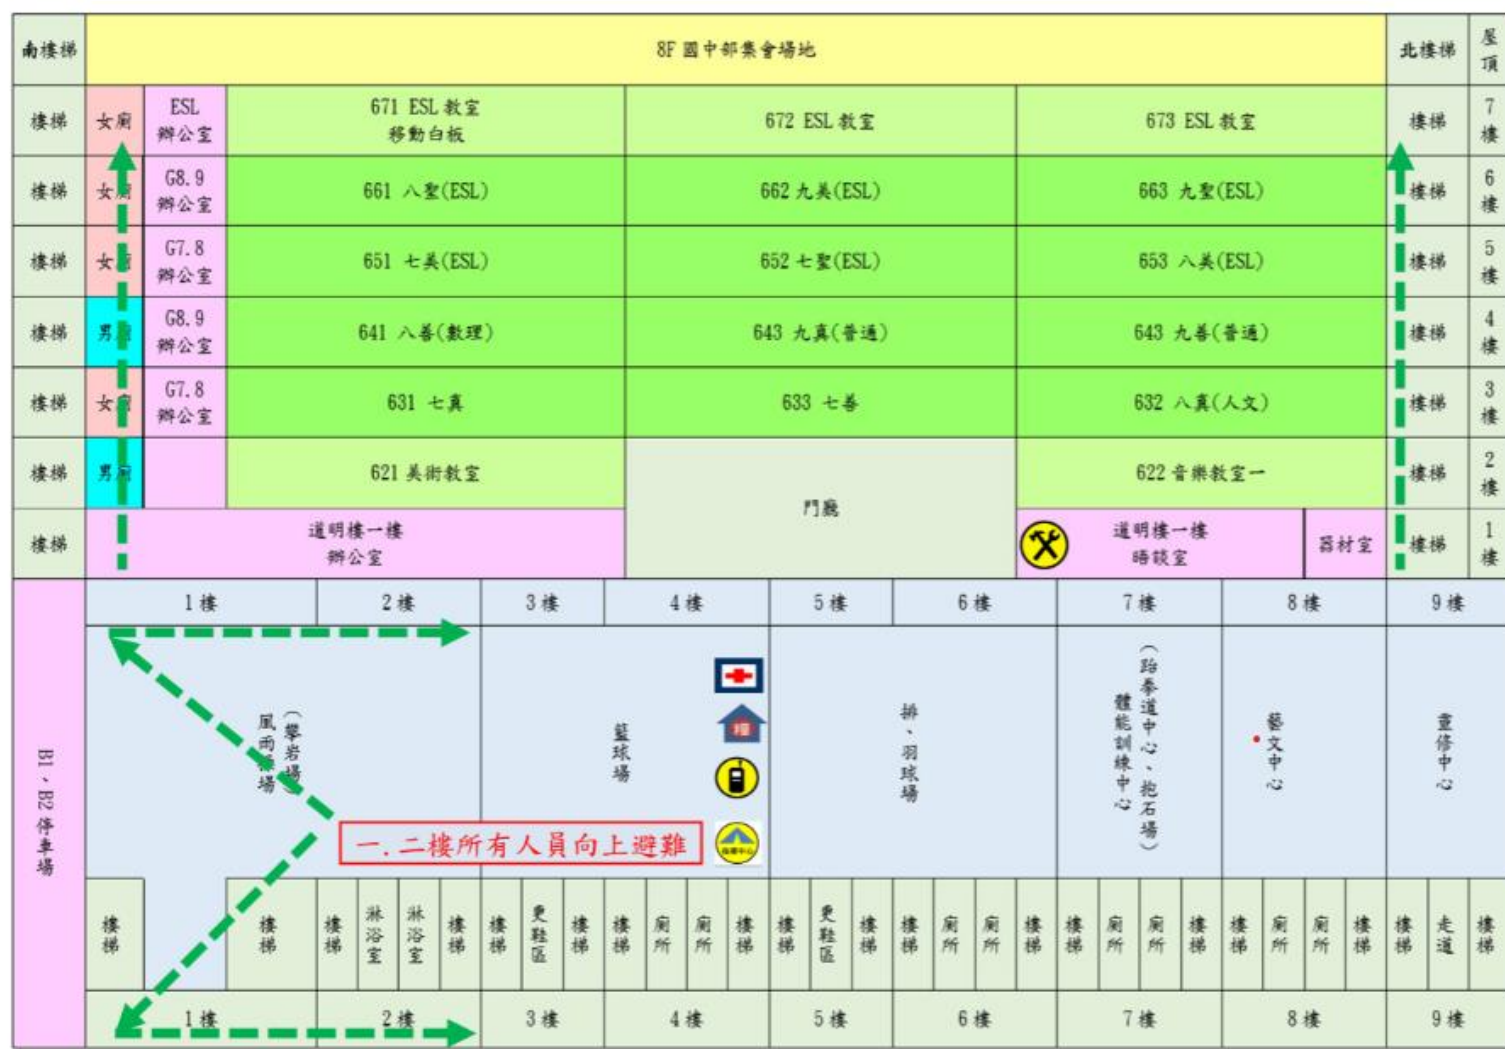 南樓梯
8F 國中部集會場地
北樓梯
屋頂
樓梯
女廁
ESL
辦公室
671 ESL 教室
移動白板
672 ESL 教室
673 ESL 教室
樓梯
7樓
樓梯
女廁
G8.9
辦公室
661 八聖(ESL)
662 九美(ESL)
663 九聖(ESL)
樓梯
6樓
樓梯
女廁
G7.8
辦公室
651 七美(ESL)
652 七聖(ESL)
653 八美(ESL)
樓梯
5樓
樓梯
男廁
G8.9
辦公室
641 八善(數理)
643 九真(普通)
643 九善(普通)
樓梯
4樓
樓梯
女廁
G7.8
辦公室
631 七真
633 七善
632 八真(人文)
樓梯
3樓
樓梯
男廁
621 美術教室
門廳
622 音樂教室一
樓梯
2樓
樓梯
道明樓一樓
辦公室
道明樓一樓
晤談室
器材室
樓梯
1樓
B1、B2 停車場
1樓
2樓
3樓
4樓
5樓
6樓
7樓
8樓
9樓
風雨操場
(攀岩場)
籃球場
排、羽球場
體能訓練中心
(跆拳道中心、抱石場)
藝文中心
靈修中心
糧
指揮中心
一.二樓所有人員向上避難
樓梯
樓梯
樓梯
淋浴室
淋浴室
樓梯
樓梯
更鞋區
樓梯
樓梯
廁所
廁所
樓梯
樓梯
更鞋區
樓梯
樓梯
廁所
廁所
樓梯
樓梯
廁所
廁所
樓梯
樓梯
廁所
廁所
樓梯
樓梯
走道
樓梯
1樓
2樓
3樓
4樓
5樓
6樓
7樓
8樓
9樓